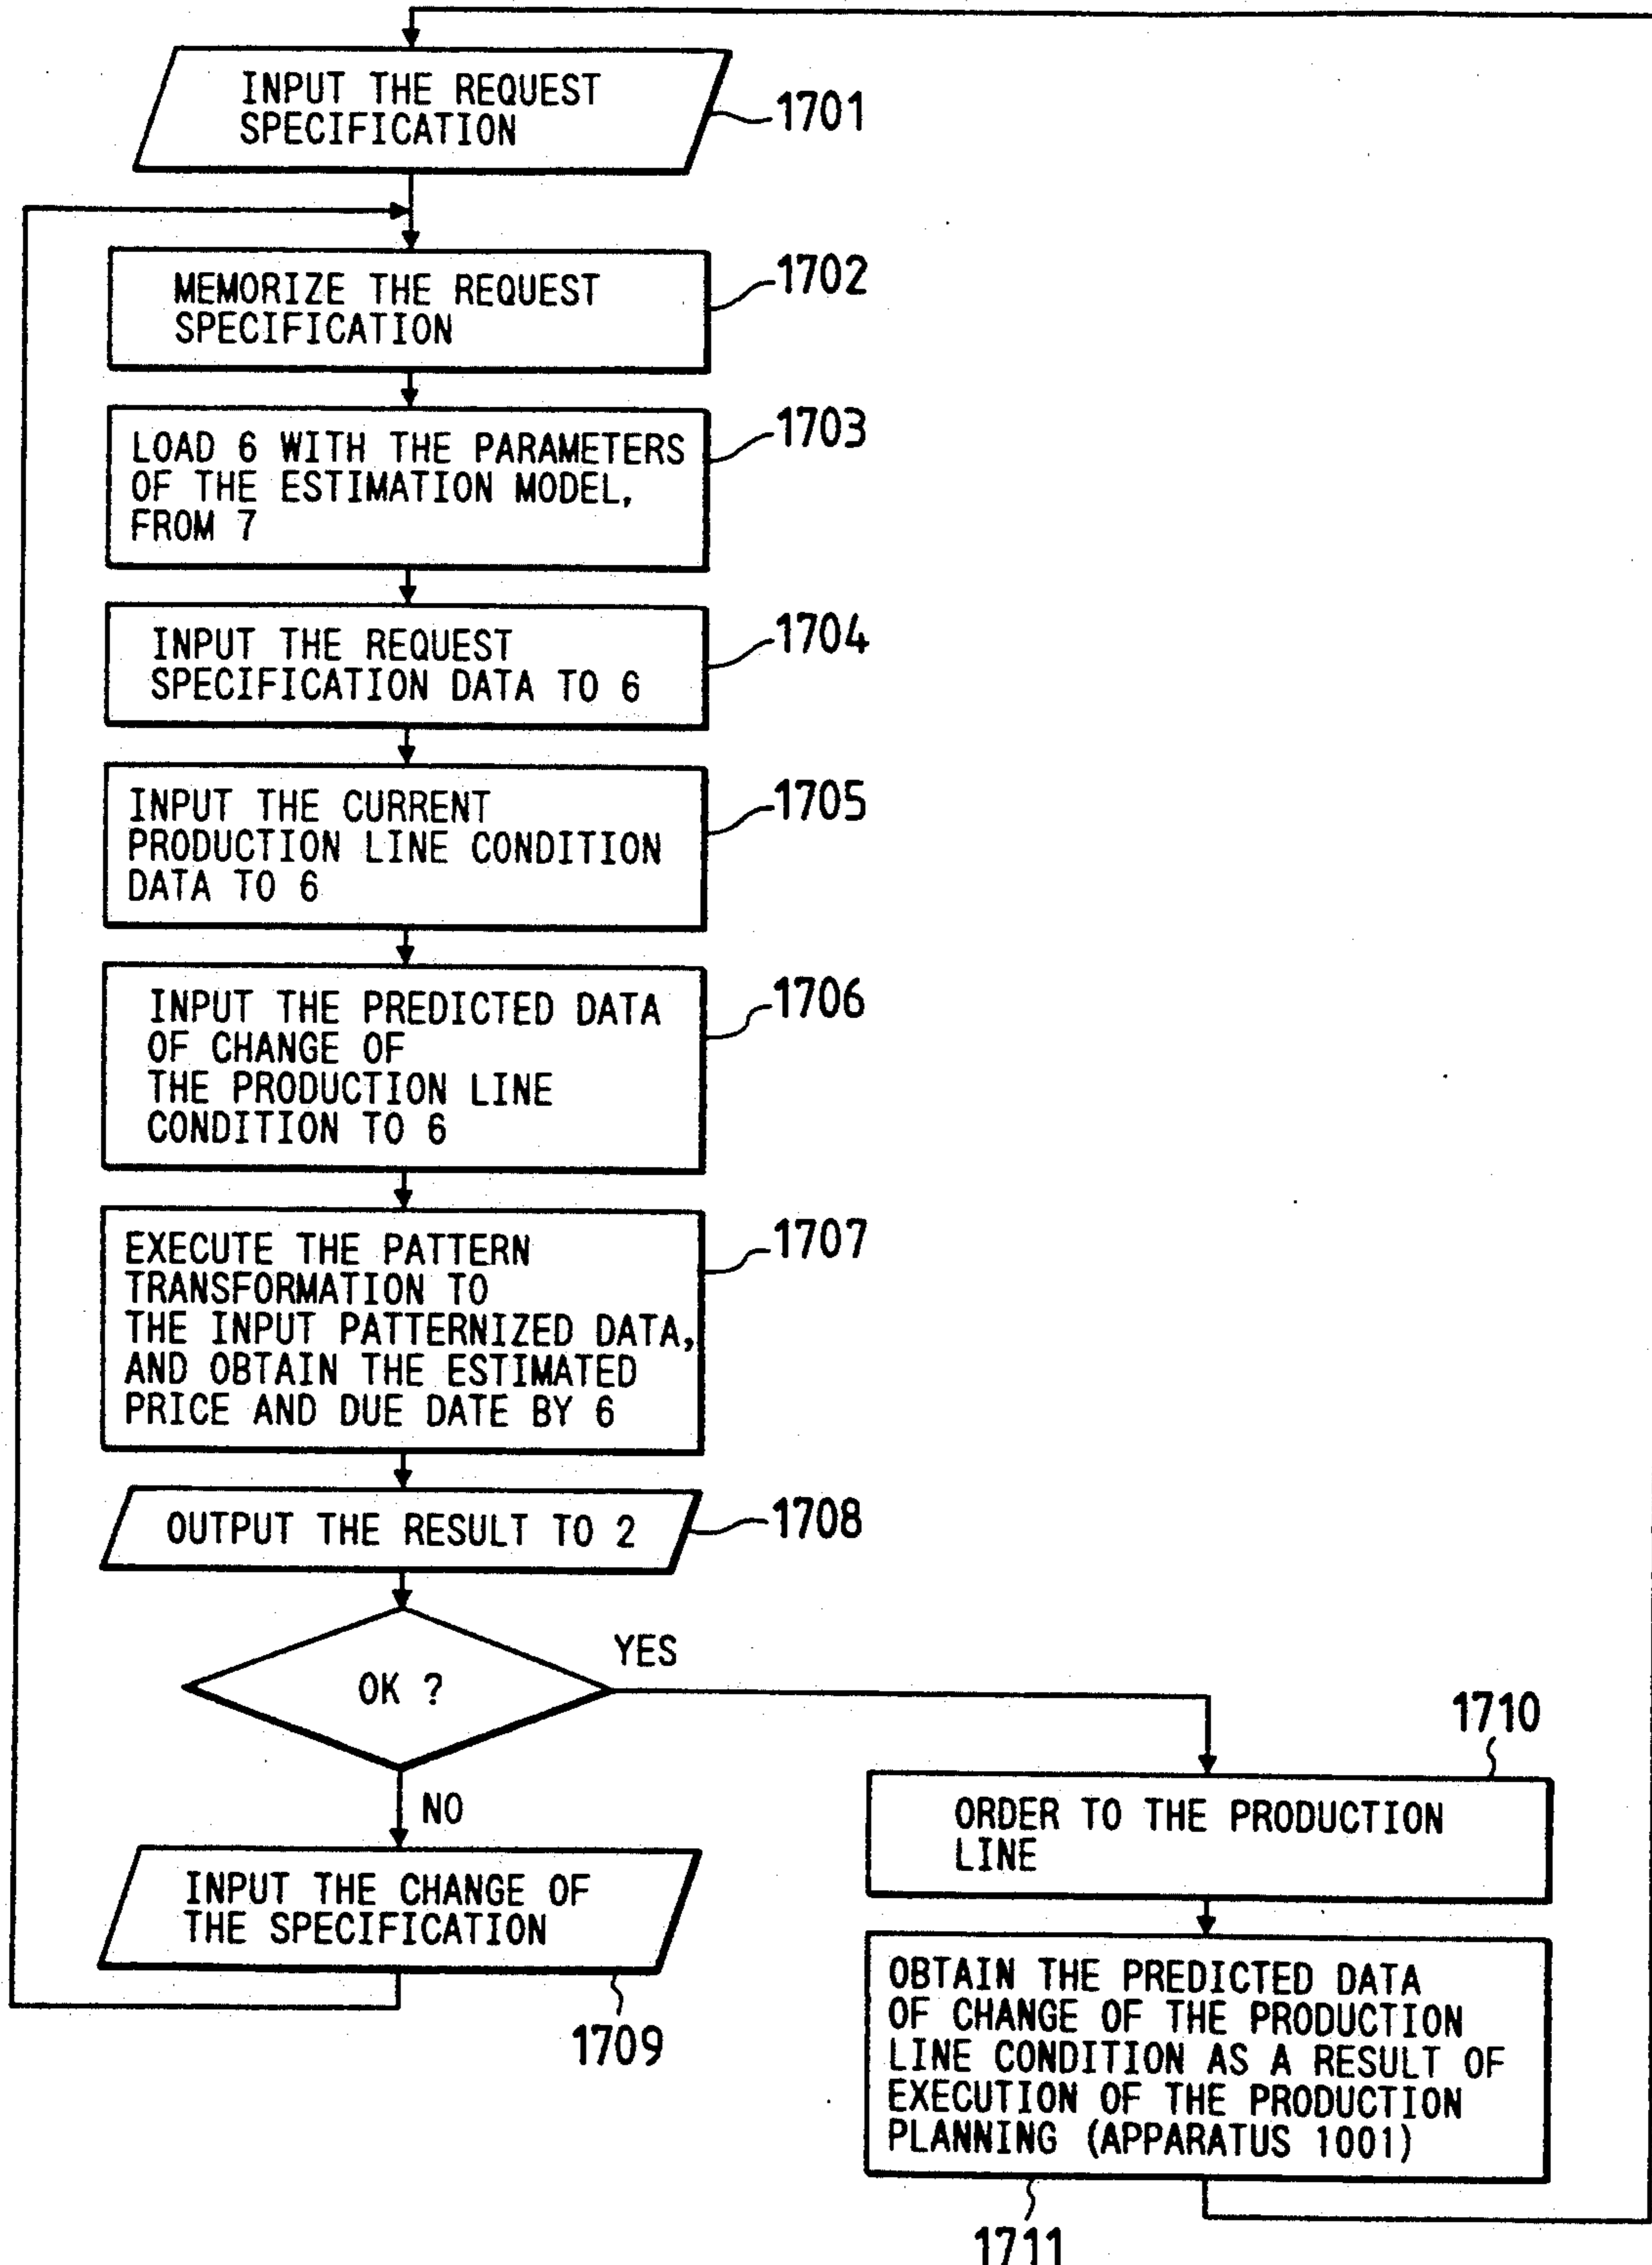 INPUT THE REQUEST
SPECIFICATION
1701
MEMORIZE THE REQUEST
SPECIFICATION
1702
LOAD 6 WITH THE PARAMETERS
OF THE ESTIMATION MODEL,
FROM 7
1703
INPUT THE REQUEST
SPECIFICATION DATA TO 6
1704
INPUT THE CURRENT
PRODUCTION LINE CONDITION
DATA TO 6
1705
INPUT THE PREDICTED DATA
OF CHANGE OF
THE PRODUCTION LINE
CONDITION TO 6
1706
EXECUTE THE PATTERN
TRANSFORMATION TO
THE INPUT PATTERNIZED DATA,
AND OBTAIN THE ESTIMATED
PRICE AND DUE DATE BY 6
1707
OUTPUT THE RESULT TO 2
1708
OK ?
YES
NO
INPUT THE CHANGE OF
THE SPECIFICATION
1709
1710
ORDER TO THE PRODUCTION
LINE
OBTAIN THE PREDICTED DATA
OF CHANGE OF THE PRODUCTION
LINE CONDITION AS A RESULT OF
EXECUTION OF THE PRODUCTION
PLANNING (APPARATUS 1001)
1711